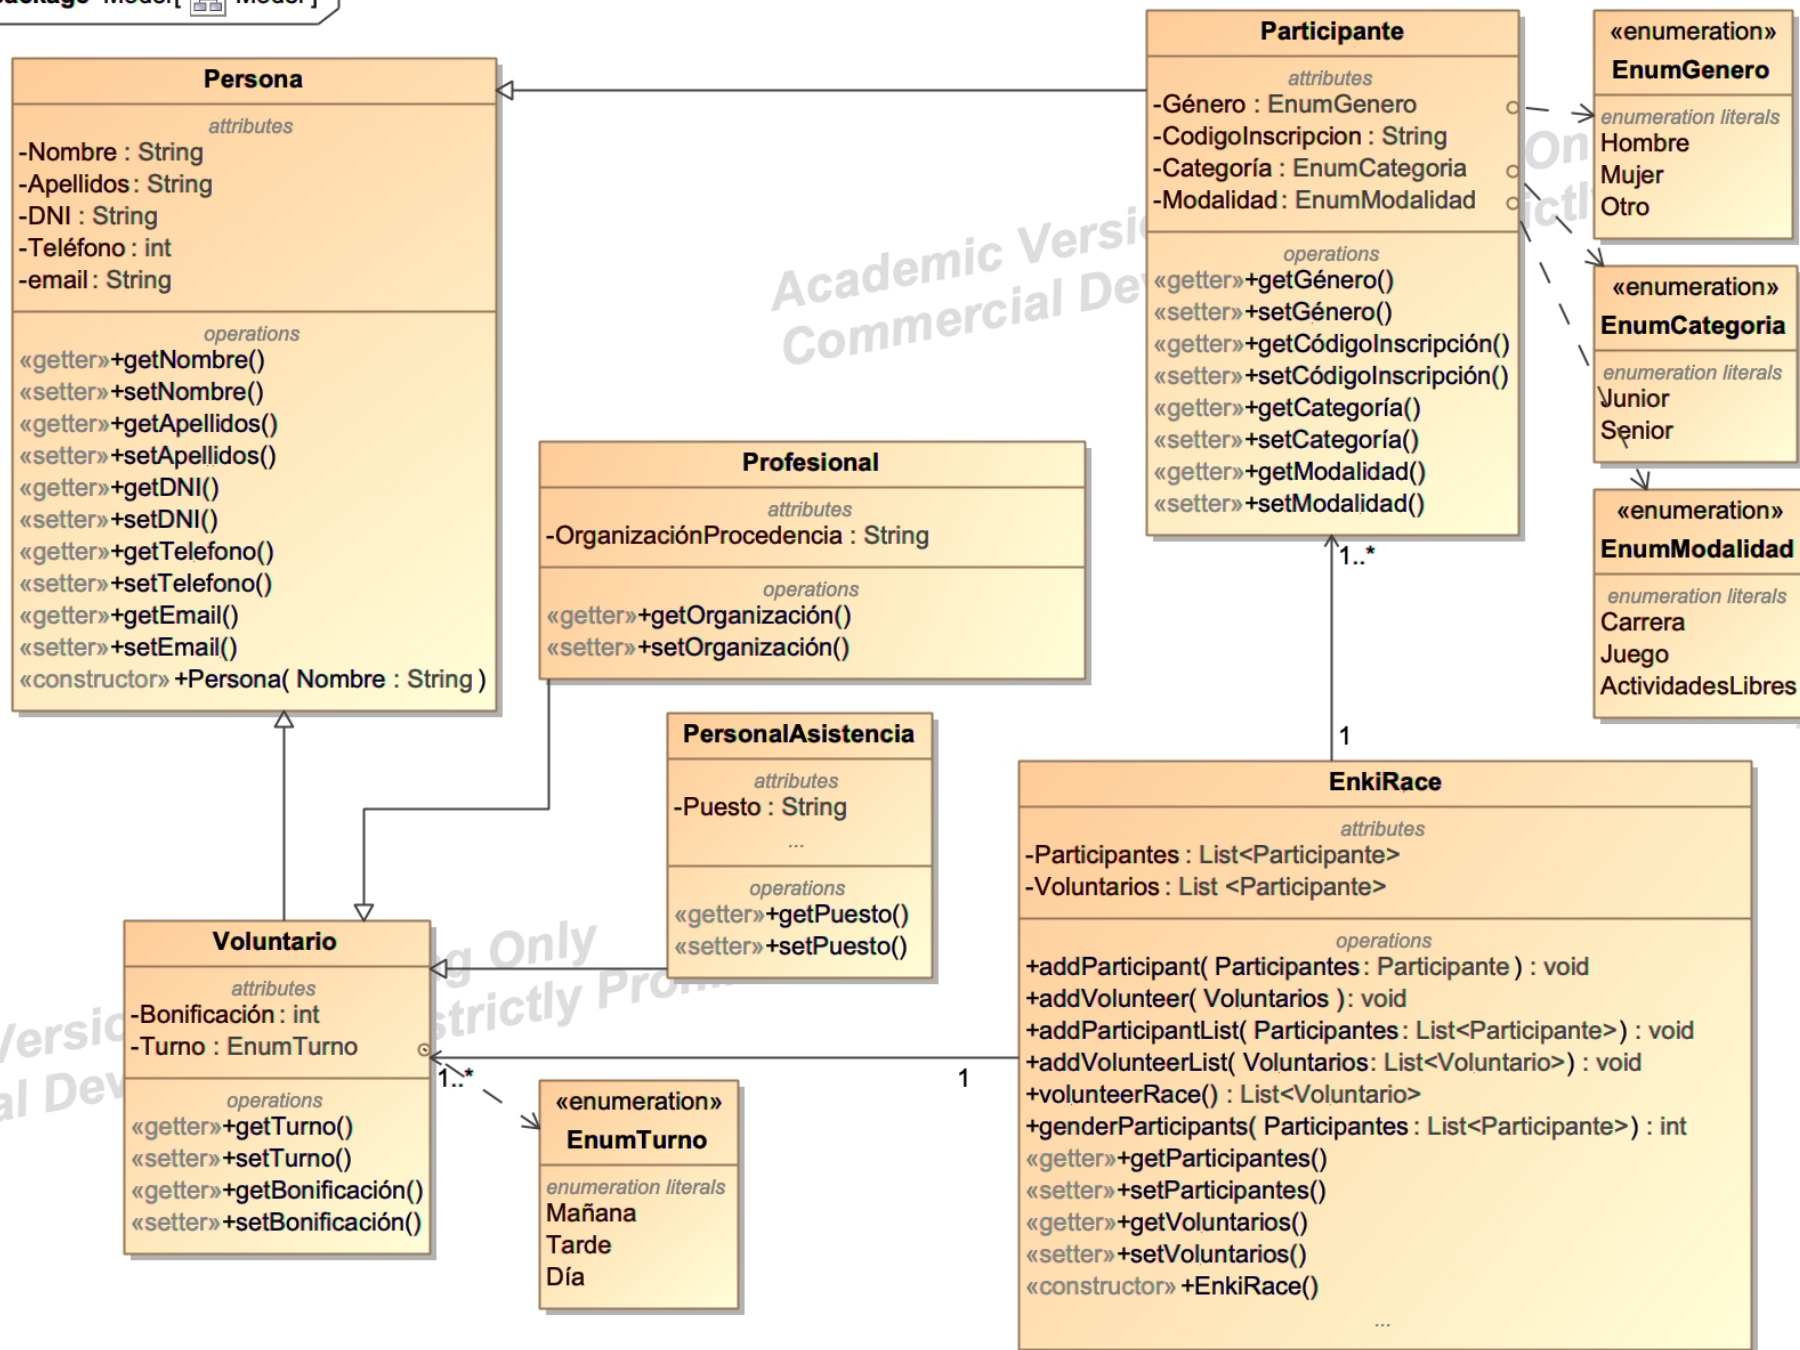 package Model[ Model ]
Persona
attributes
-Nombre : String
-Apellidos : String
-DNI : String
-Teléfono : int
-email : String
operations
«getter»+getNombre()
«setter»+setNombre()
«getter»+getApellidos()
«setter»+setApellidos()
«getter»+getDNI()
«setter»+setDNI()
«getter»+getTelefono()
«setter»+setTelefono()
«getter»+getEmail()
«setter»+setEmail()
«constructor» +Persona( Nombre : String )
Participante
attributes
-Género : EnumGenero
-CodigoInscripcion : String
-Categoría : EnumCategoria
-Modalidad : EnumModalidad
operations
«getter»+getGénero()
«setter»+setGénero()
«getter»+getCódigoInscripción()
«setter»+setCódigoInscripción()
«getter»+getCategoría()
«setter»+setCategoría()
«getter»+getModalidad()
«setter»+setModalidad()
«enumeration»
EnumGenero
enumeration literals
Hombre
Mujer
Otro
«enumeration»
EnumCategoria
enumeration literals
Junior
Senior
«enumeration»
EnumModalidad
enumeration literals
Carrera
Juego
ActividadesLibres
Academic
Commercial
Profesional
attributes
-OrganizaciónProcedencia : String
operations
«getter»+getOrganización()
«setter»+setOrganización()
PersonalAsistencia
attributes
-Puesto : String
...
operations
«getter»+getPuesto()
«setter»+setPuesto()
1..*
1
Voluntario
attributes
-Bonificación : int
-Turno : EnumTurno
operations
«getter»+getTurno()
«setter»+setTurno()
«getter»+getBonificación()
«setter»+setBonificación()
Only
1..*
1
«enumeration»
EnumTurno
enumeration literals
Mañana
Tarde
Día
EnkiRace
attributes
-Participantes : List<Participante>
-Voluntarios : List <Participante>
operations
+addParticipant( Participantes : Participante ) : void
+addVolunteer( Voluntarios ) : void
+addParticipantList( Participantes : List<Participante> ) : void
+addVolunteerList( Voluntarios : List<Voluntario> ) : void
+volunteerRace() : List<Voluntario>
+genderParticipants( Participantes : List<Participante> ) : int
«getter»+getParticipantes()
«setter»+setParticipantes()
«getter»+getVoluntarios()
«setter»+setVoluntarios()
«constructor» +EnkiRace()
...